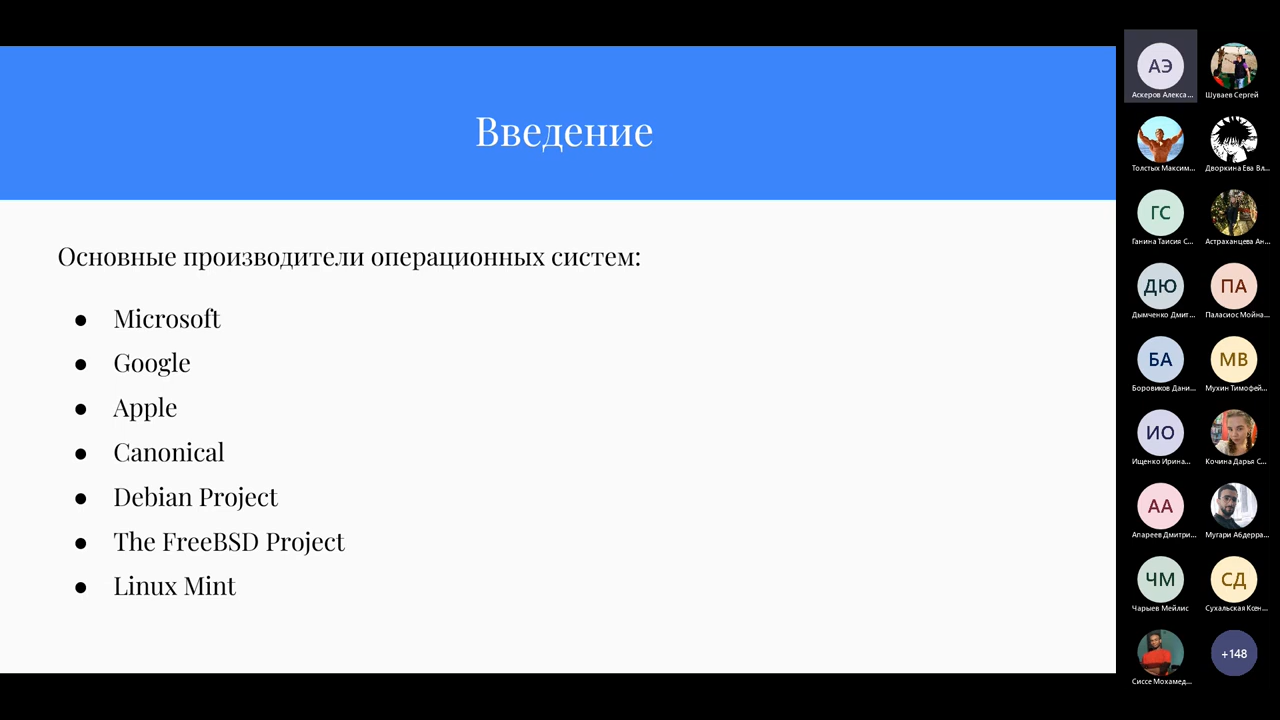 Введение
Основные производители операционных систем:
● Microsoft
● Google
● Apple
● Canonical
● Debian Project
● The FreeBSD Project
● Linux Mint
АЭ
Аскеров Алекса...
Шуваев Сергей
Толстых Максим...
Дворкина Ева Вл...
ГС
Ганина Таисия С...
Астраханцева Ан...
ДЮ
Дымченко Дмит...
ПА
Паласиос Мойна...
БА
Боровиков Дани...
МВ
Мухин Тимофей...
ИО
Ищенко Ирина...
Кочина Дарья С...
АА
Апареев Дмитри...
Мугари Абдерра...
ЧМ
Чарыев Мейлис
СД
Сухальская Ксен...
Сиссе Мохамед...
+148